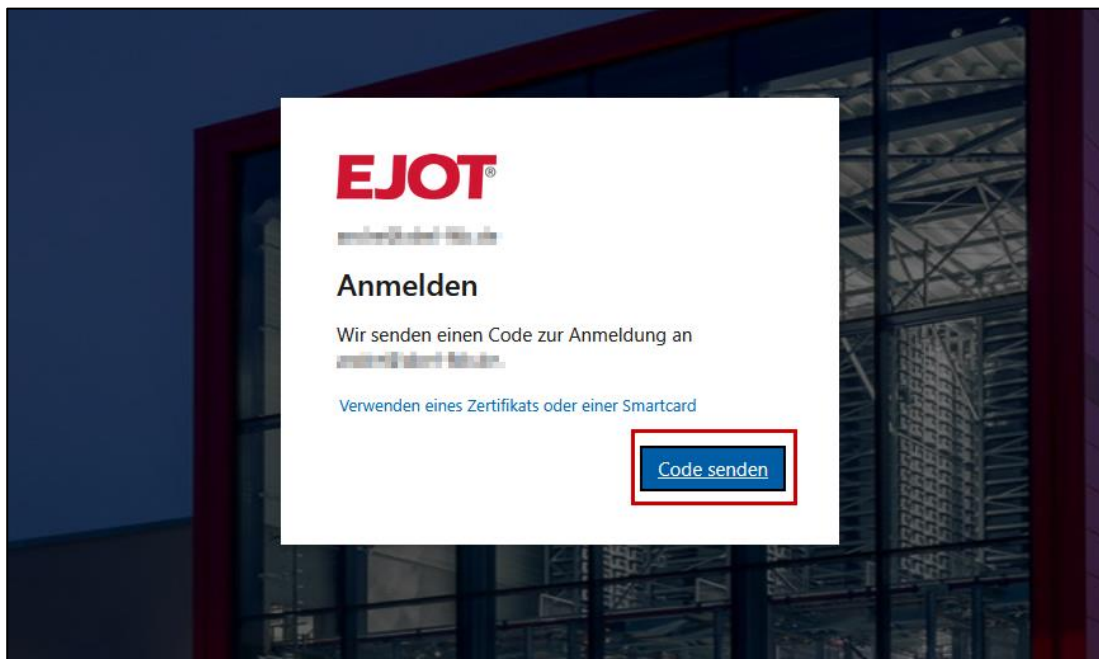 EJOT®
Anmelden
Wir senden einen Code zur Anmeldung an
Verwenden eines Zertifikats oder einer Smartcard
Code senden